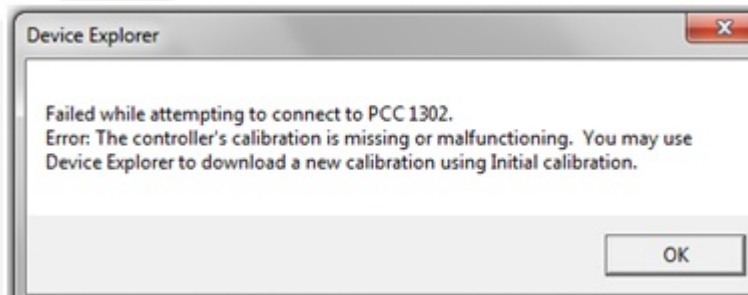 Device Explorer
Failed while attempting to connect to PCC 1302.
Error: The controller's calibration is missing or malfunctioning. You may use
Device Explorer to download a new calibration using Initial calibration.
OK